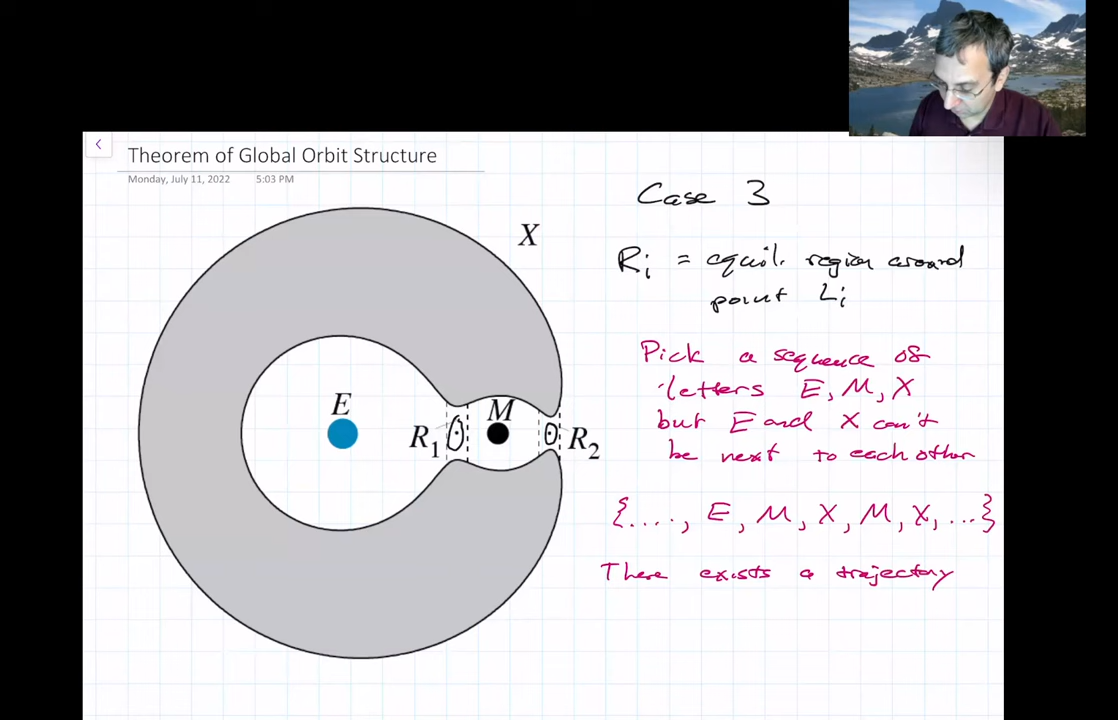 Theorem of Global Orbit Structure
Monday, July 11, 2022 5:03 PM
X
E
M
R1
R2
Case 3
Ri = equil. region around
point Li
Pick a sequence of
letters E, M, X
but E and X can't
be next to each other
{...., E, M, X, M, X, ...}
There exists a trajectory